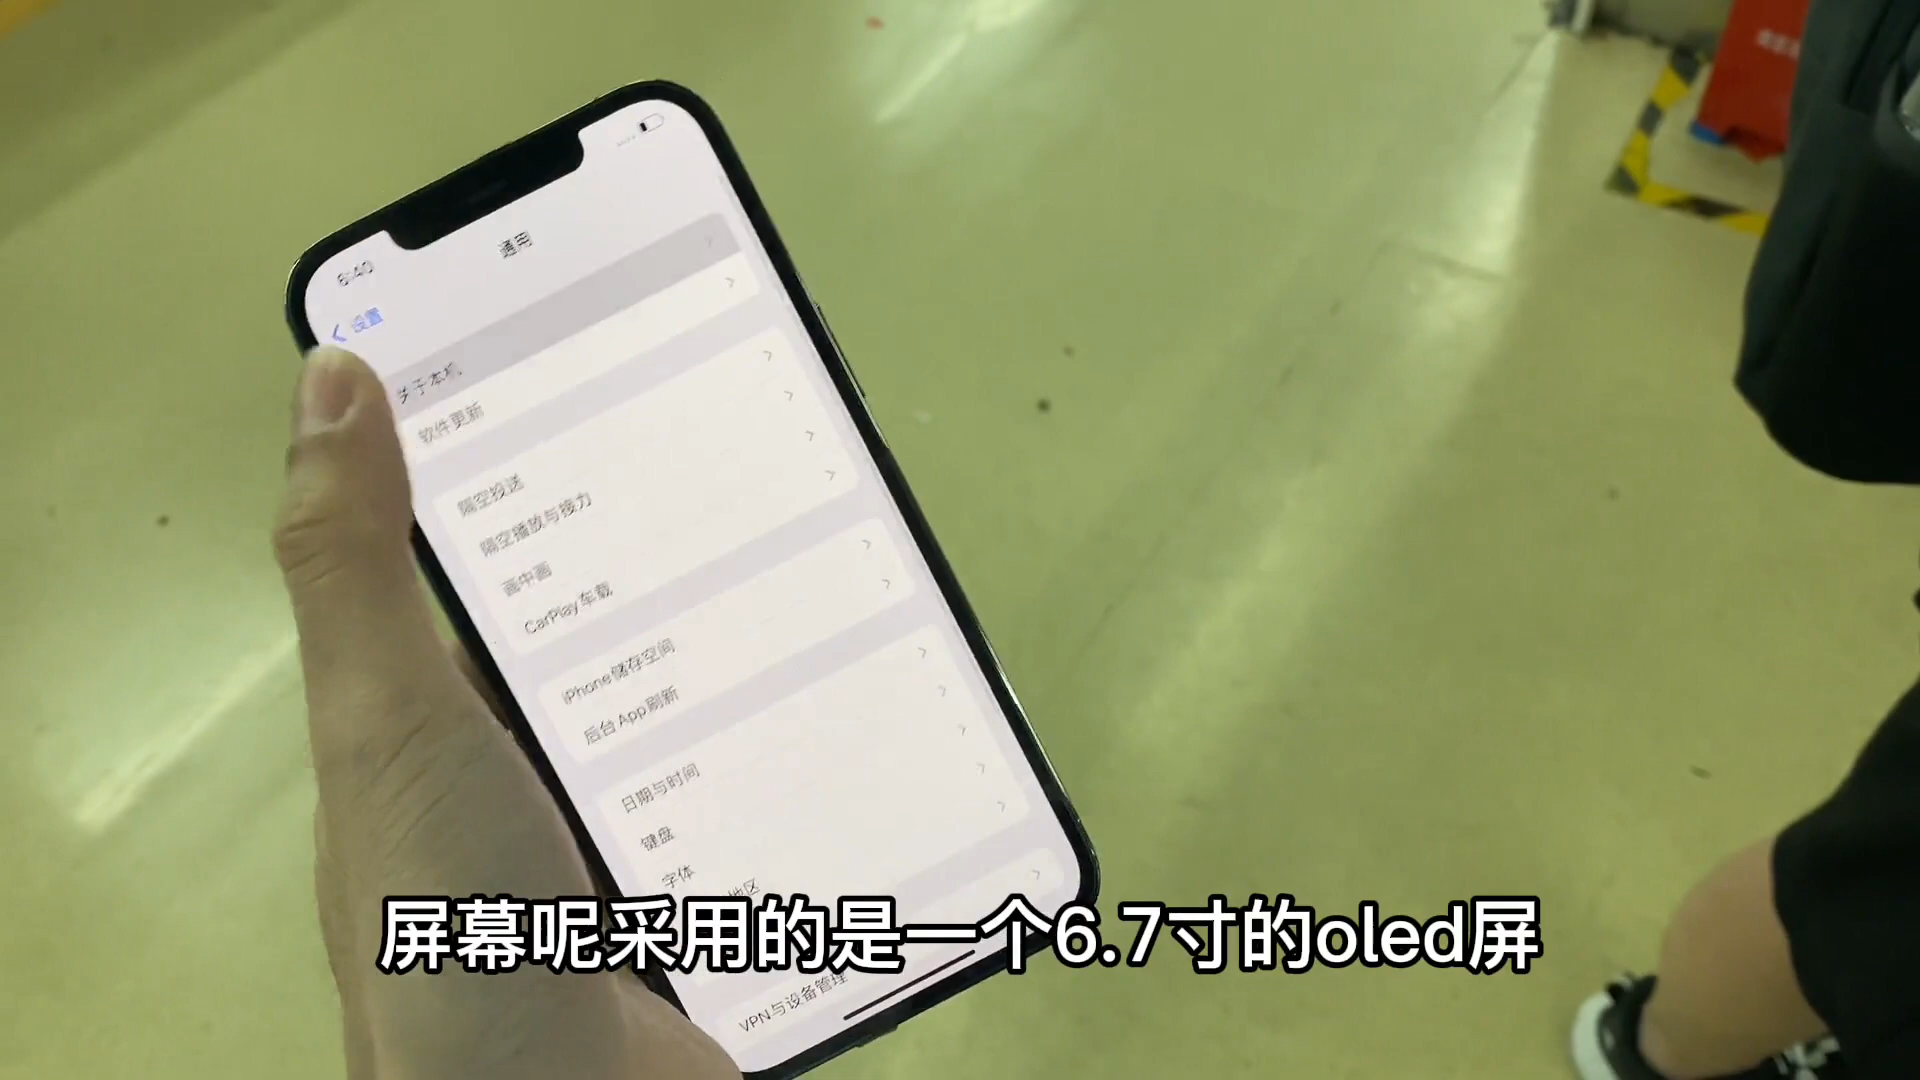 6:40
通用
设置
关于本机
软件更新
隔空投送
隔空播放与接力
画中画
CarPlay车载
iPhone储存空间
后台App刷新
日期与时间
键盘
字体
地区
屏幕呢采用的是一个6.7寸的oled屏
VPN与设备管理